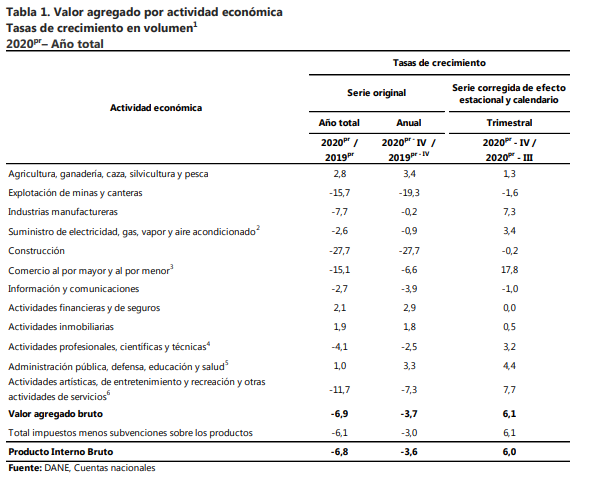 Tabla 1. Valor agregado por actividad económica
Tasas de crecimiento en volumen¹
2020ᵖʳ– Año total
Tasas de crecimiento
Serie original Serie corregida de efecto estacional y calendario
Actividad económica
Año total Anual Trimestral
2020ᵖʳ / 2019ᵖʳ 2020ᵖʳ ⁻ IV / 2019ᵖʳ ⁻ ᴵⱽ 2020ᵖʳ - IV / 2020ᵖʳ - III
Agricultura, ganadería, caza, silvicultura y pesca 2,8 3,4 1,3
Explotación de minas y canteras -15,7 -19,3 -1,6
Industrias manufactureras -7,7 -0,2 7,3
Suministro de electricidad, gas, vapor y aire acondicionado² -2,6 -0,9 3,4
Construcción -27,7 -27,7 -0,2
Comercio al por mayor y al por menor³ -15,1 -6,6 17,8
Información y comunicaciones -2,7 -3,9 -1,0
Actividades financieras y de seguros 2,1 2,9 0,0
Actividades inmobiliarias 1,9 1,8 0,5
Actividades profesionales, científicas y técnicas⁴ -4,1 -2,5 3,2
Administración pública, defensa, educación y salud⁵ 1,0 3,3 4,4
Actividades artísticas, de entretenimiento y recreación y otras
actividades de servicios⁶ -11,7 -7,3 7,7
Valor agregado bruto -6,9 -3,7 6,1
Total impuestos menos subvenciones sobre los productos -6,1 -3,0 6,1
Producto Interno Bruto -6,8 -3,6 6,0
Fuente: DANE, Cuentas nacionales